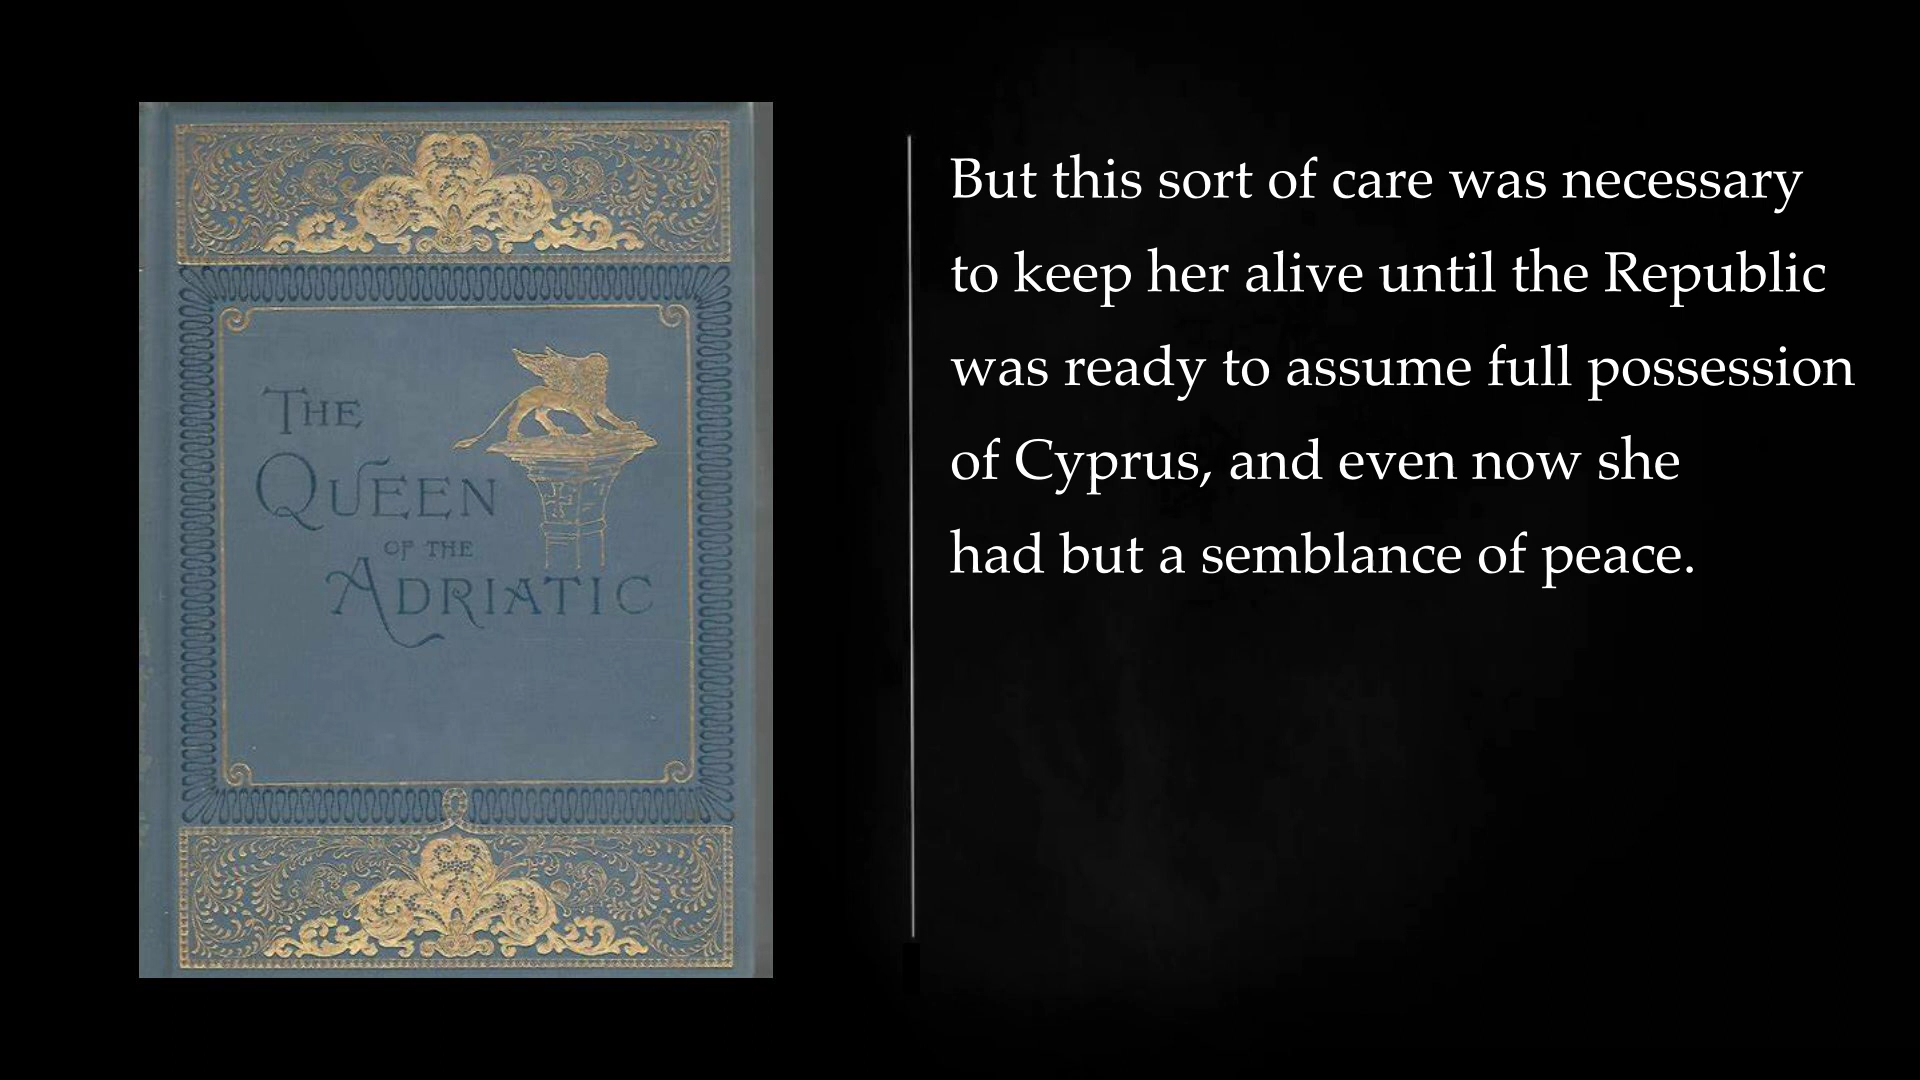 THE
QUEEN
OF THE
ADRIATIC
But this sort of care was necessary
to keep her alive until the Republic
was ready to assume full possession
of Cyprus, and even now she
had but a semblance of peace.